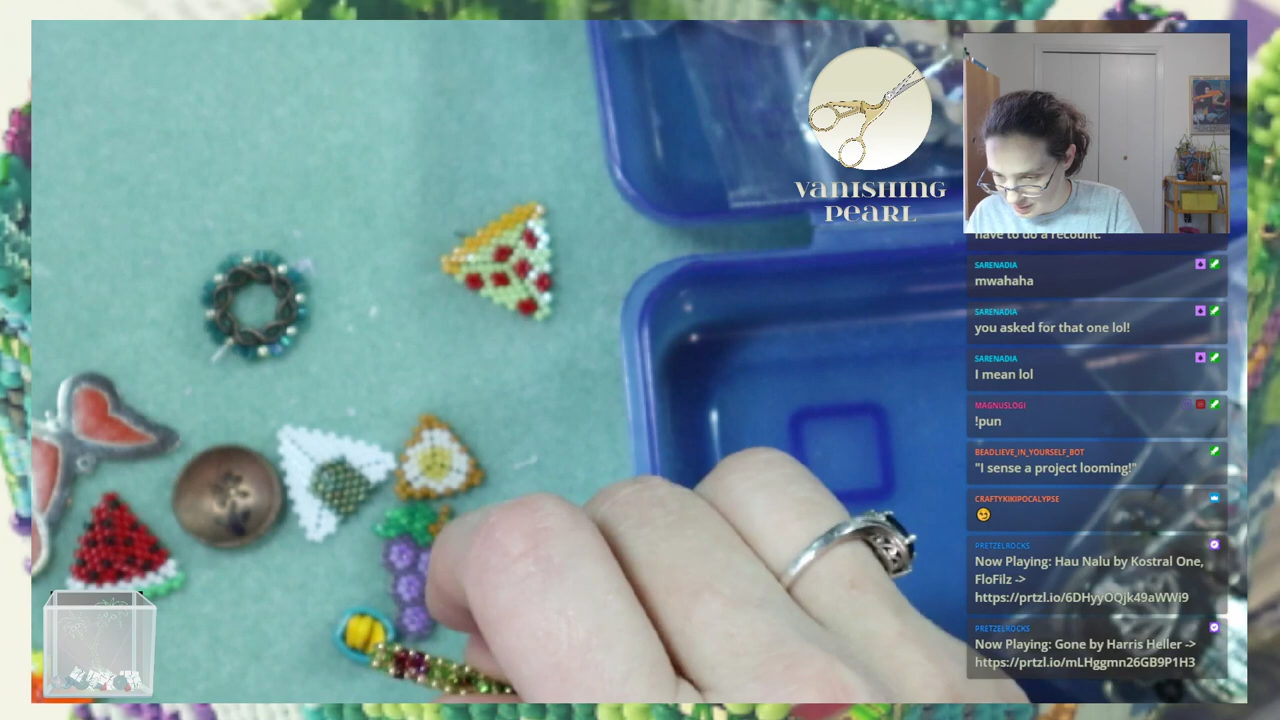 VANISHING
PEARL
have to do a recount.
SARENADIA
mwahaha
SARENADIA
you asked for that one lol!
SARENADIA
I mean lol
MAGNUSLOGI
!pun
BEADLIEVE_IN_YOURSELF_BOT
"I sense a project looming!"
CRAFTYKIKIPOCALYPSE
PRETZELROCKS
Now Playing: Hau Nalu by Kostral One,
FloFilz ->
https://prtzl.io/6DHyyOQjk49aWWi9
PRETZELROCKS
Now Playing: Gone by Harris Heller ->
https://prtzl.io/mLHggmn26GB9P1H3